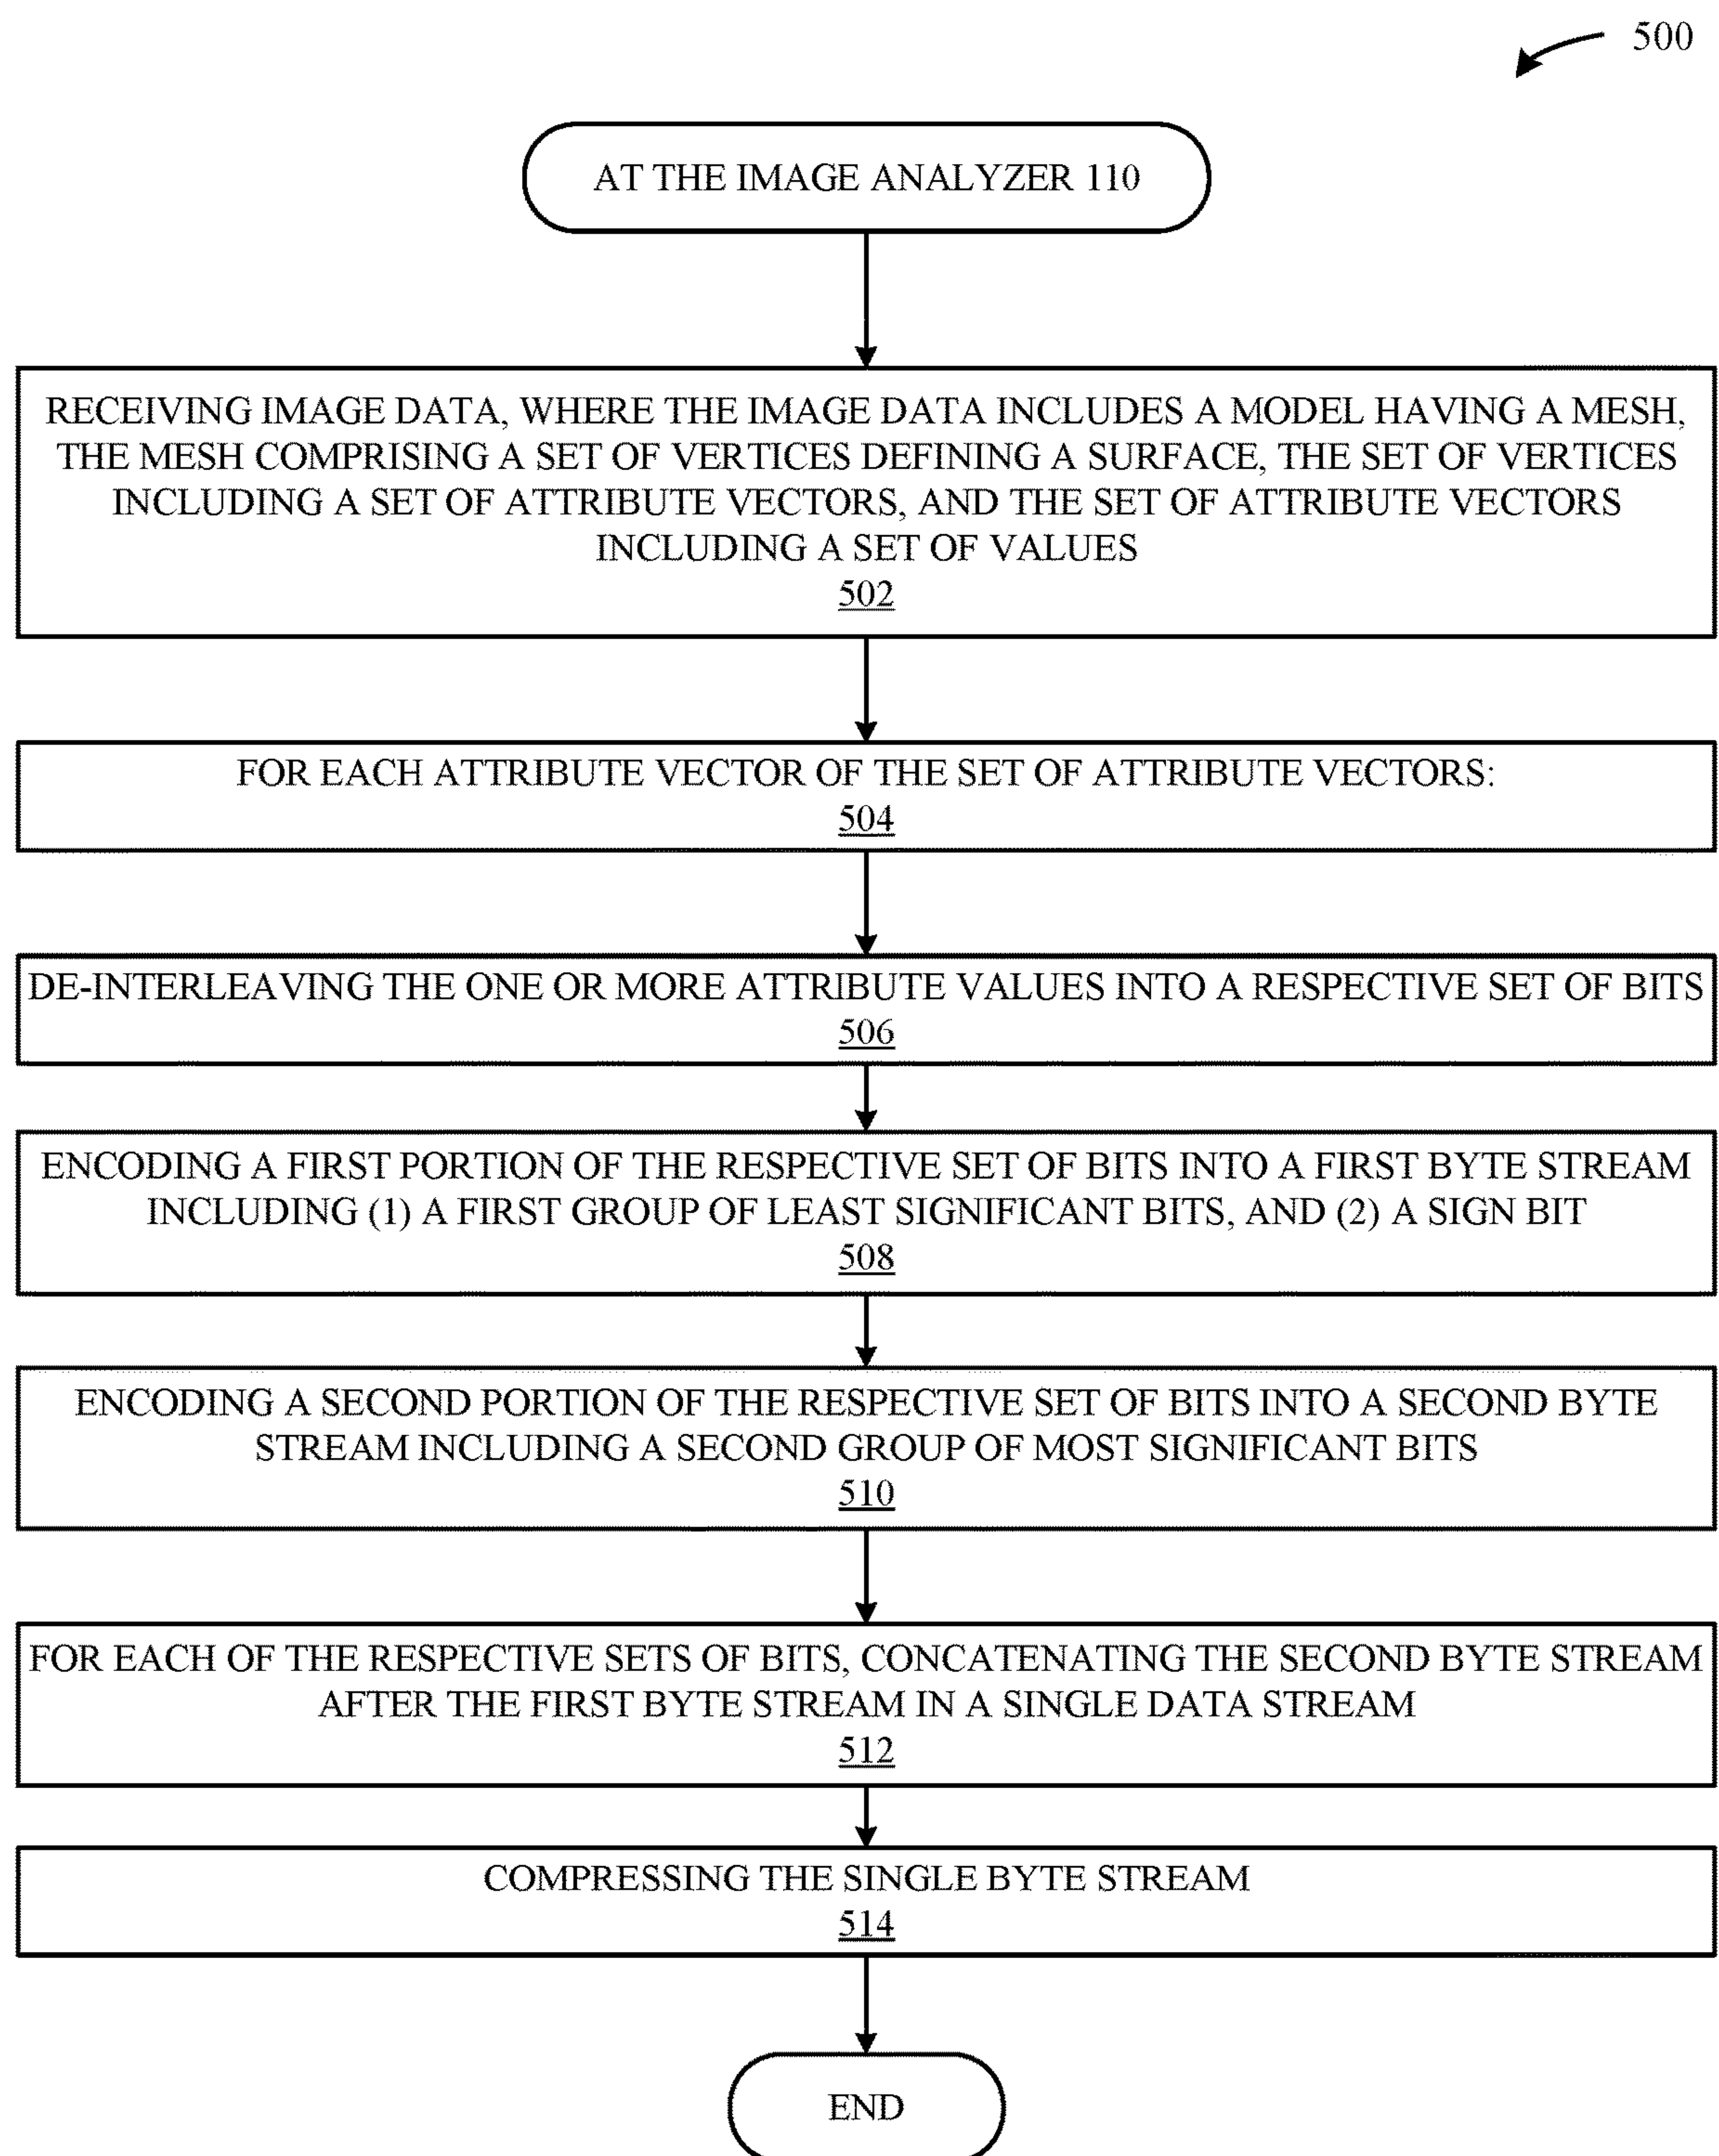 500
AT THE IMAGE ANALYZER 110
RECEIVING IMAGE DATA, WHERE THE IMAGE DATA INCLUDES A MODEL HAVING A MESH,
THE MESH COMPRISING A SET OF VERTICES DEFINING A SURFACE, THE SET OF VERTICES
INCLUDING A SET OF ATTRIBUTE VECTORS, AND THE SET OF ATTRIBUTE VECTORS
INCLUDING A SET OF VALUES
502
FOR EACH ATTRIBUTE VECTOR OF THE SET OF ATTRIBUTE VECTORS:
504
DE-INTERLEAVING THE ONE OR MORE ATTRIBUTE VALUES INTO A RESPECTIVE SET OF BITS
506
ENCODING A FIRST PORTION OF THE RESPECTIVE SET OF BITS INTO A FIRST BYTE STREAM
INCLUDING (1) A FIRST GROUP OF LEAST SIGNIFICANT BITS, AND (2) A SIGN BIT
508
ENCODING A SECOND PORTION OF THE RESPECTIVE SET OF BITS INTO A SECOND BYTE
STREAM INCLUDING A SECOND GROUP OF MOST SIGNIFICANT BITS
510
FOR EACH OF THE RESPECTIVE SETS OF BITS, CONCATENATING THE SECOND BYTE STREAM
AFTER THE FIRST BYTE STREAM IN A SINGLE DATA STREAM
512
COMPRESSING THE SINGLE BYTE STREAM
514
END